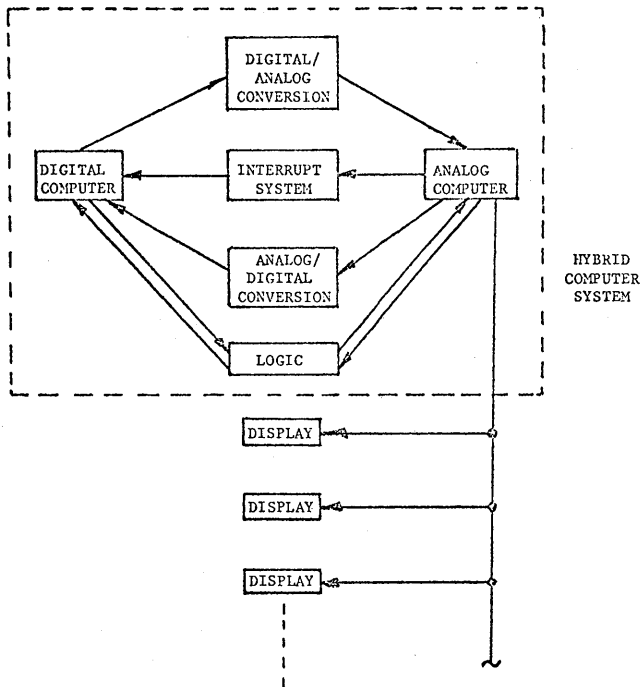 DIGITAL/
ANALOG
CONVERSION
DIGITAL
COMPUTER
INTERRUPT
SYSTEM
ANALOG
COMPUTER
ANALOG/
DIGITAL
CONVERSION
HYBRID
COMPUTER
SYSTEM
LOGIC
DISPLAY
DISPLAY
DISPLAY